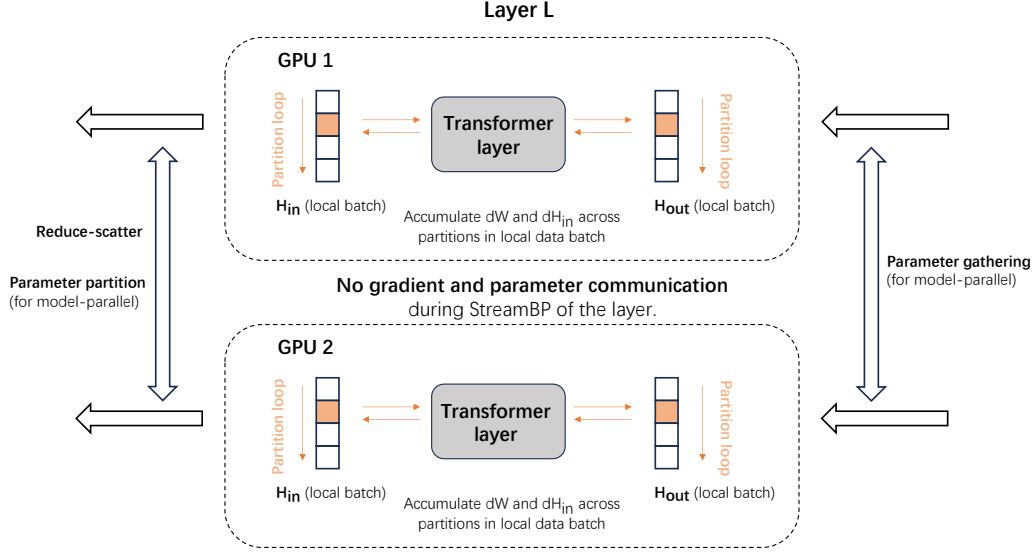 Layer L
GPU 1
Partition loop
Transformer
layer
Partition loop
H_in (local batch)
Accumulate dW and dH_in across
partitions in local data batch
H_out (local batch)
Reduce-scatter
Parameter partition
(for model-parallel)
Parameter gathering
(for model-parallel)
No gradient and parameter communication
during StreamBP of the layer.
GPU 2
Partition loop
Transformer
layer
Partition loop
H_in (local batch)
Accumulate dW and dH_in across
partitions in local data batch
H_out (local batch)